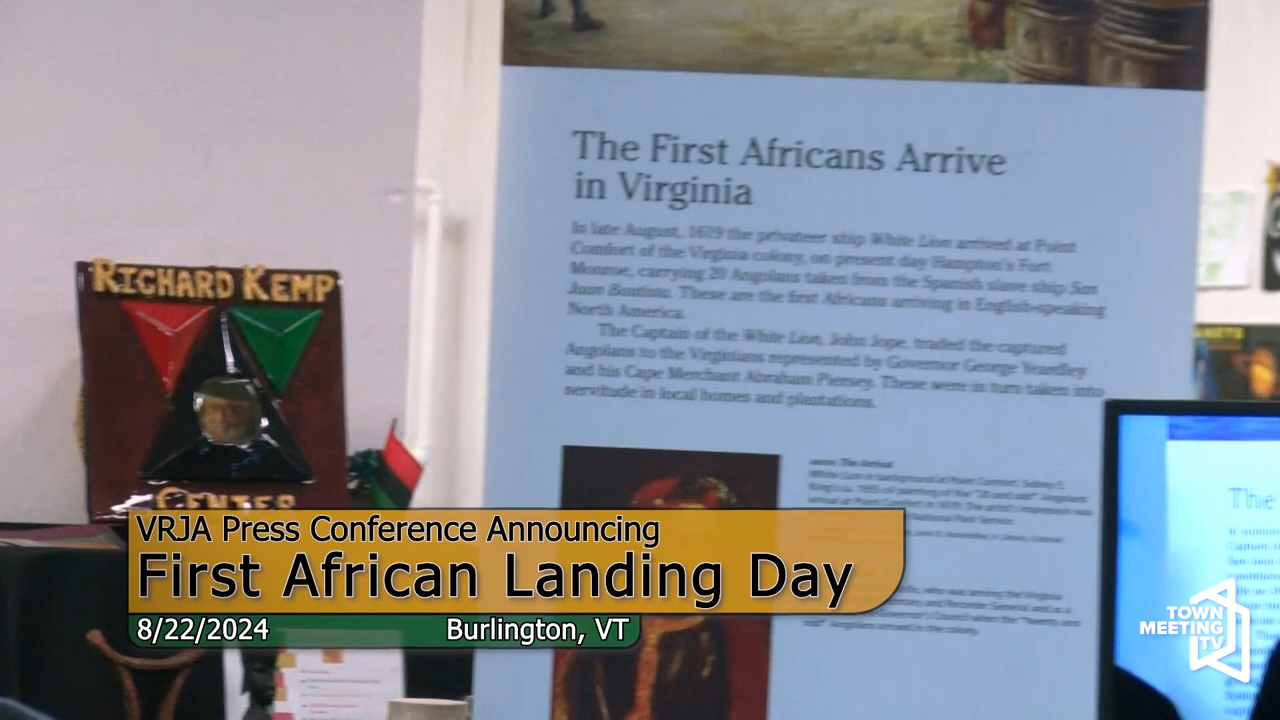 The First Africans Arrive
in Virginia
In late August, 1619 the privateer ship White Lion arrived at Point
Comfort of the Virginia colony, on present day Hampton's Fort
Monroe, carrying 20 Angolans taken from the Spanish slave ship San
Juan Bautista. These are the first Africans arriving in English-speaking
North America.
The Captain of the White Lion, John Jope, traded the captured
Angolans to the Virginians represented by Governor George Yeardley
and his Cape Merchant Abraham Piersey. These were in turn taken into
servitude in local homes and plantations.
RICHARD KEMP
CENTER
The Arrival
VRJA Press Conference Announcing
First African Landing Day
8/22/2024 Burlington, VT
The
TOWN
MEETING
TV